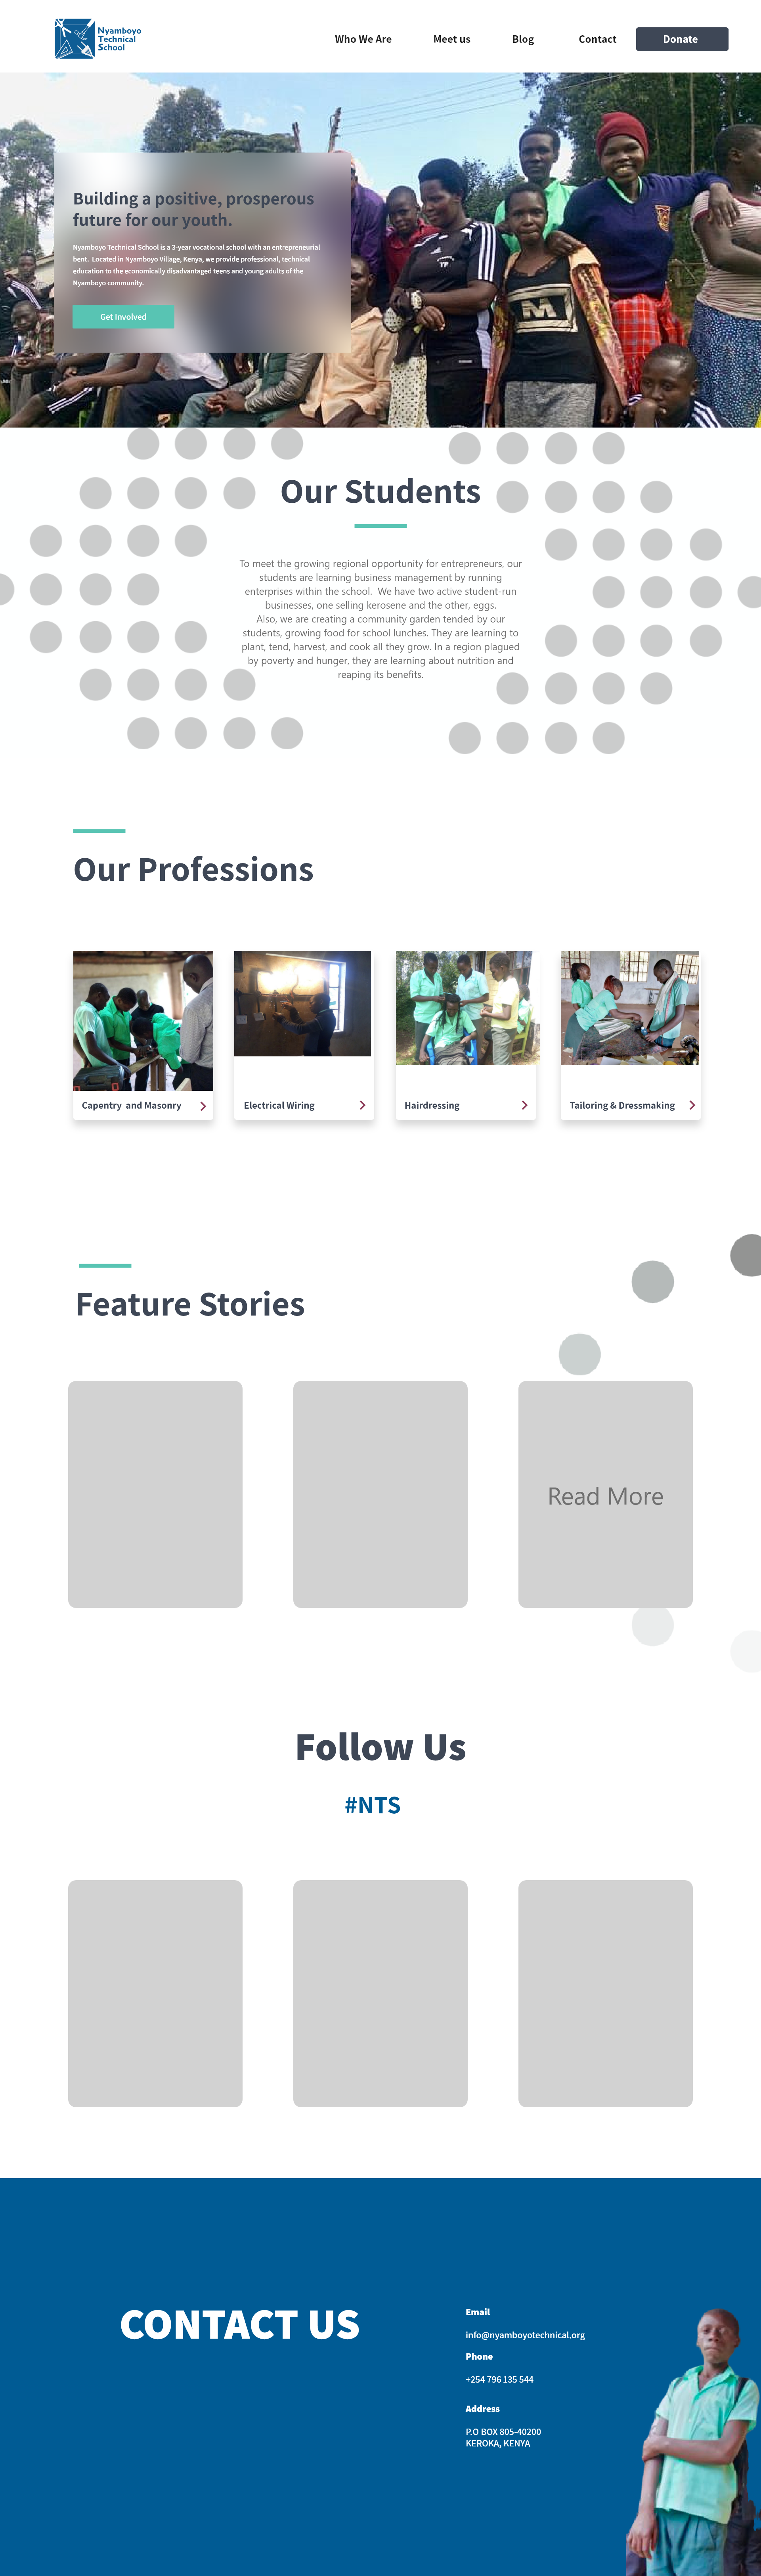 Nyamboyo
Technical
School
Who We Are
Meet us
Blog
Contact
Donate
Building a positive, prosperous
future for our youth.
Nyamboyo Technical School is a 3-year vocational school with an entrepreneurial
bent.  Located in Nyamboyo Village, Kenya, we provide professional, technical
education to the economically disadvantaged teens and young adults of the
Nyamboyo community.
Get Involved
TP
M
Our Students
To meet the growing regional opportunity for entrepreneurs, our
students are learning business management by running
enterprises within the school.  We have two active student-run
businesses, one selling kerosene and the other, eggs.
Also, we are creating a community garden tended by our
students, growing food for school lunches. They are learning to
plant, tend, harvest, and cook all they grow. In a region plagued
by poverty and hunger, they are learning about nutrition and
reaping its benefits.
Our Professions
Capentry  and Masonry
Electrical Wiring
Hairdressing
Tailoring & Dressmaking
Feature Stories
Read More
Follow Us
#NTS
CONTACT US
Email
info@nyamboyotechnical.org
Phone
+254 796 135 544
Address
P.O BOX 805-40200
KEROKA, KENYA